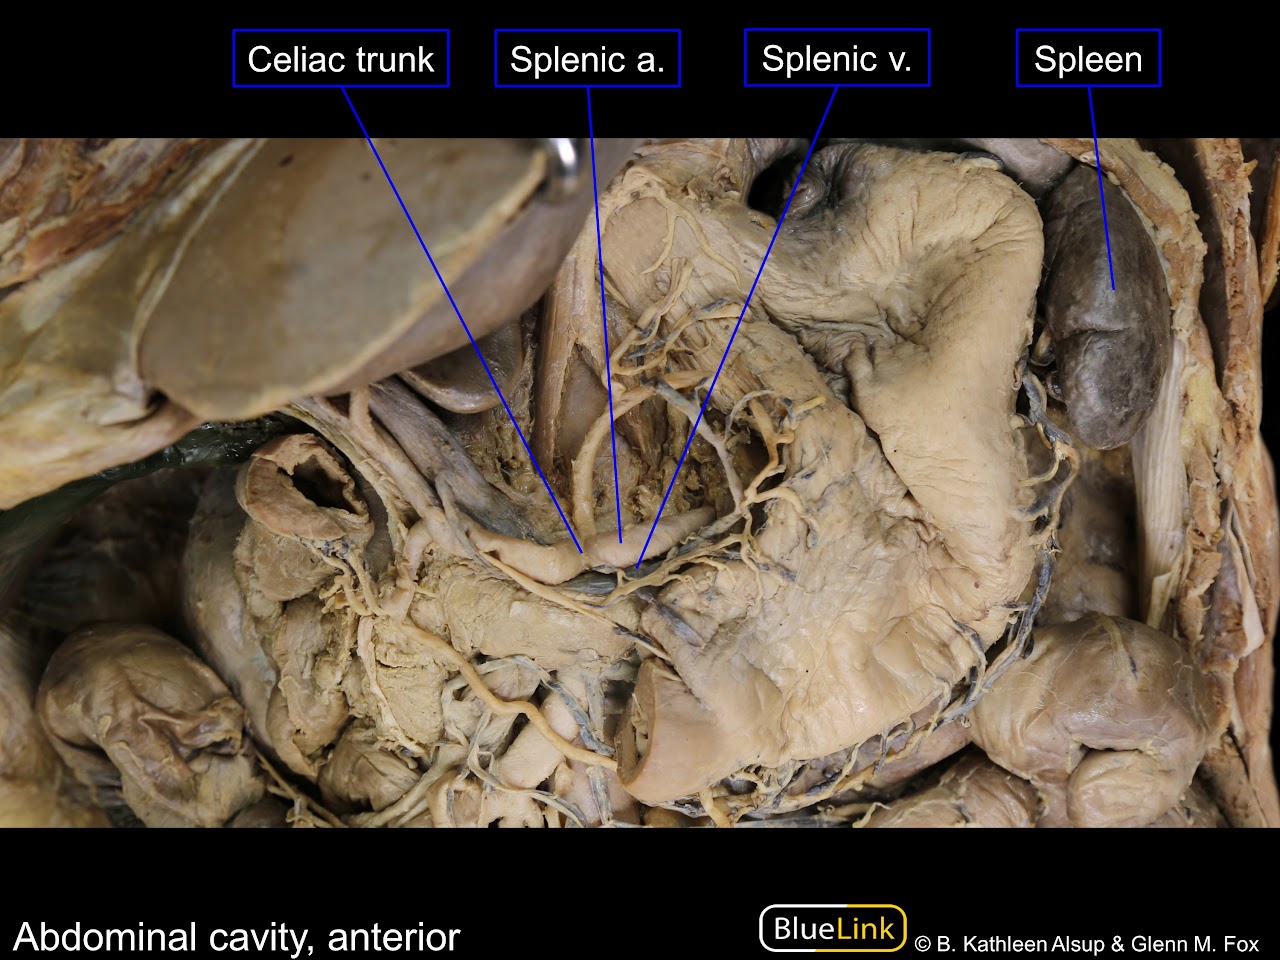 Celiac trunk
Splenic a.
Splenic v.
Spleen
Abdominal cavity, anterior
BlueLink
© B. Kathleen Alsup & Glenn M. Fox